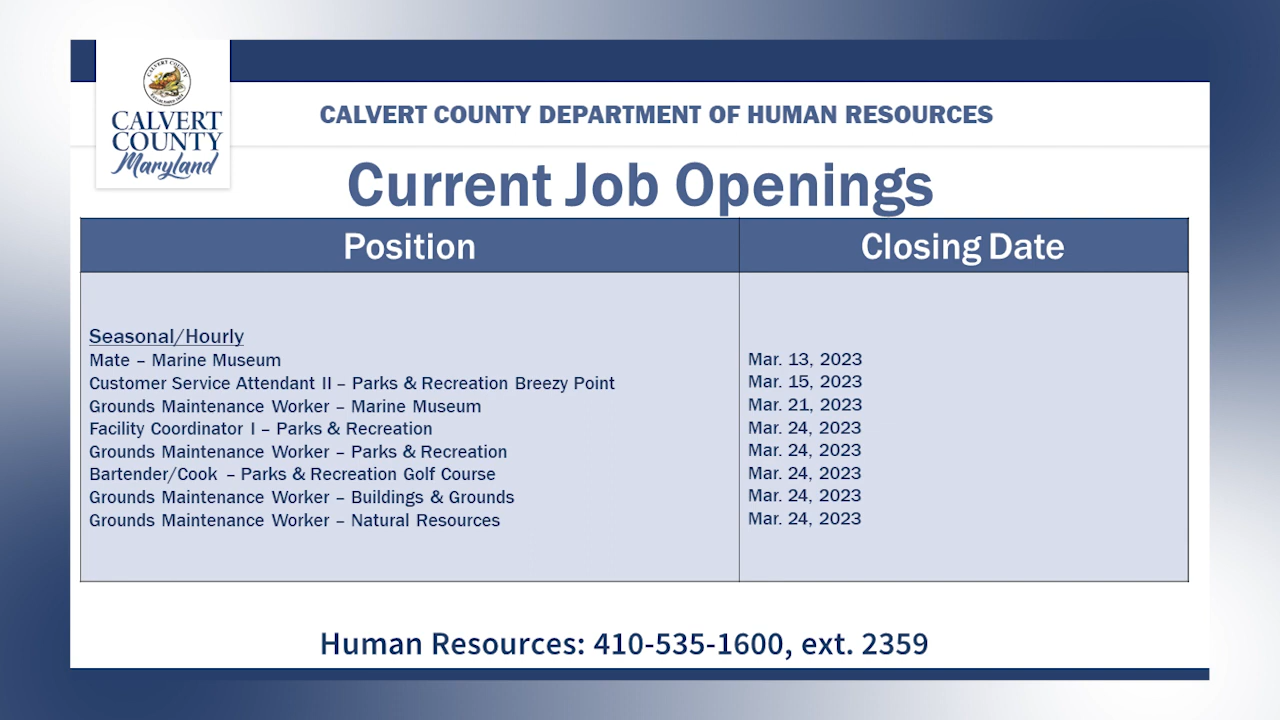 CALVERT COUNTY
CALVERT
COUNTY
Maryland
CALVERT COUNTY DEPARTMENT OF HUMAN RESOURCES
Current Job Openings
Position Closing Date
Seasonal/Hourly
Mate – Marine Museum Mar. 13, 2023
Customer Service Attendant II – Parks & Recreation Breezy Point Mar. 15, 2023
Grounds Maintenance Worker – Marine Museum Mar. 21, 2023
Facility Coordinator I – Parks & Recreation Mar. 24, 2023
Grounds Maintenance Worker – Parks & Recreation Mar. 24, 2023
Bartender/Cook – Parks & Recreation Golf Course Mar. 24, 2023
Grounds Maintenance Worker – Buildings & Grounds Mar. 24, 2023
Grounds Maintenance Worker – Natural Resources Mar. 24, 2023
Human Resources: 410-535-1600, ext. 2359